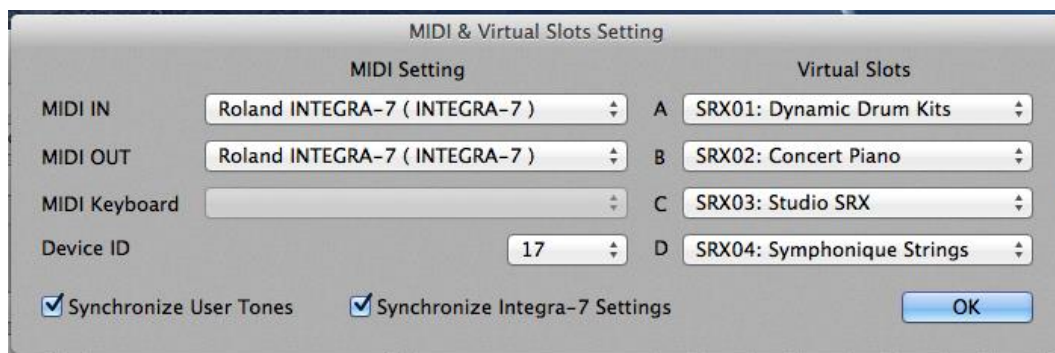 MIDI & Virtual Slots Setting
MIDI Setting
Virtual Slots
MIDI IN Roland INTEGRA-7 ( INTEGRA-7 ) A SRX01: Dynamic Drum Kits
MIDI OUT Roland INTEGRA-7 ( INTEGRA-7 ) B SRX02: Concert Piano
MIDI Keyboard C SRX03: Studio SRX
Device ID 17 D SRX04: Symphonique Strings
Synchronize User Tones Synchronize Integra-7 Settings OK